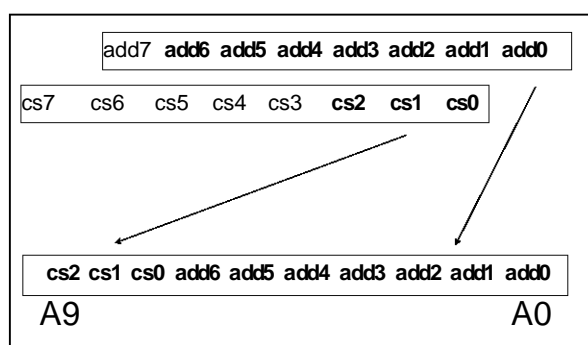 add7 add6 add5 add4 add3 add2 add1 add0
cs7 cs6 cs5 cs4 cs3 cs2 cs1 cs0
cs2 cs1 cs0 add6 add5 add4 add3 add2 add1 add0
A9 A0